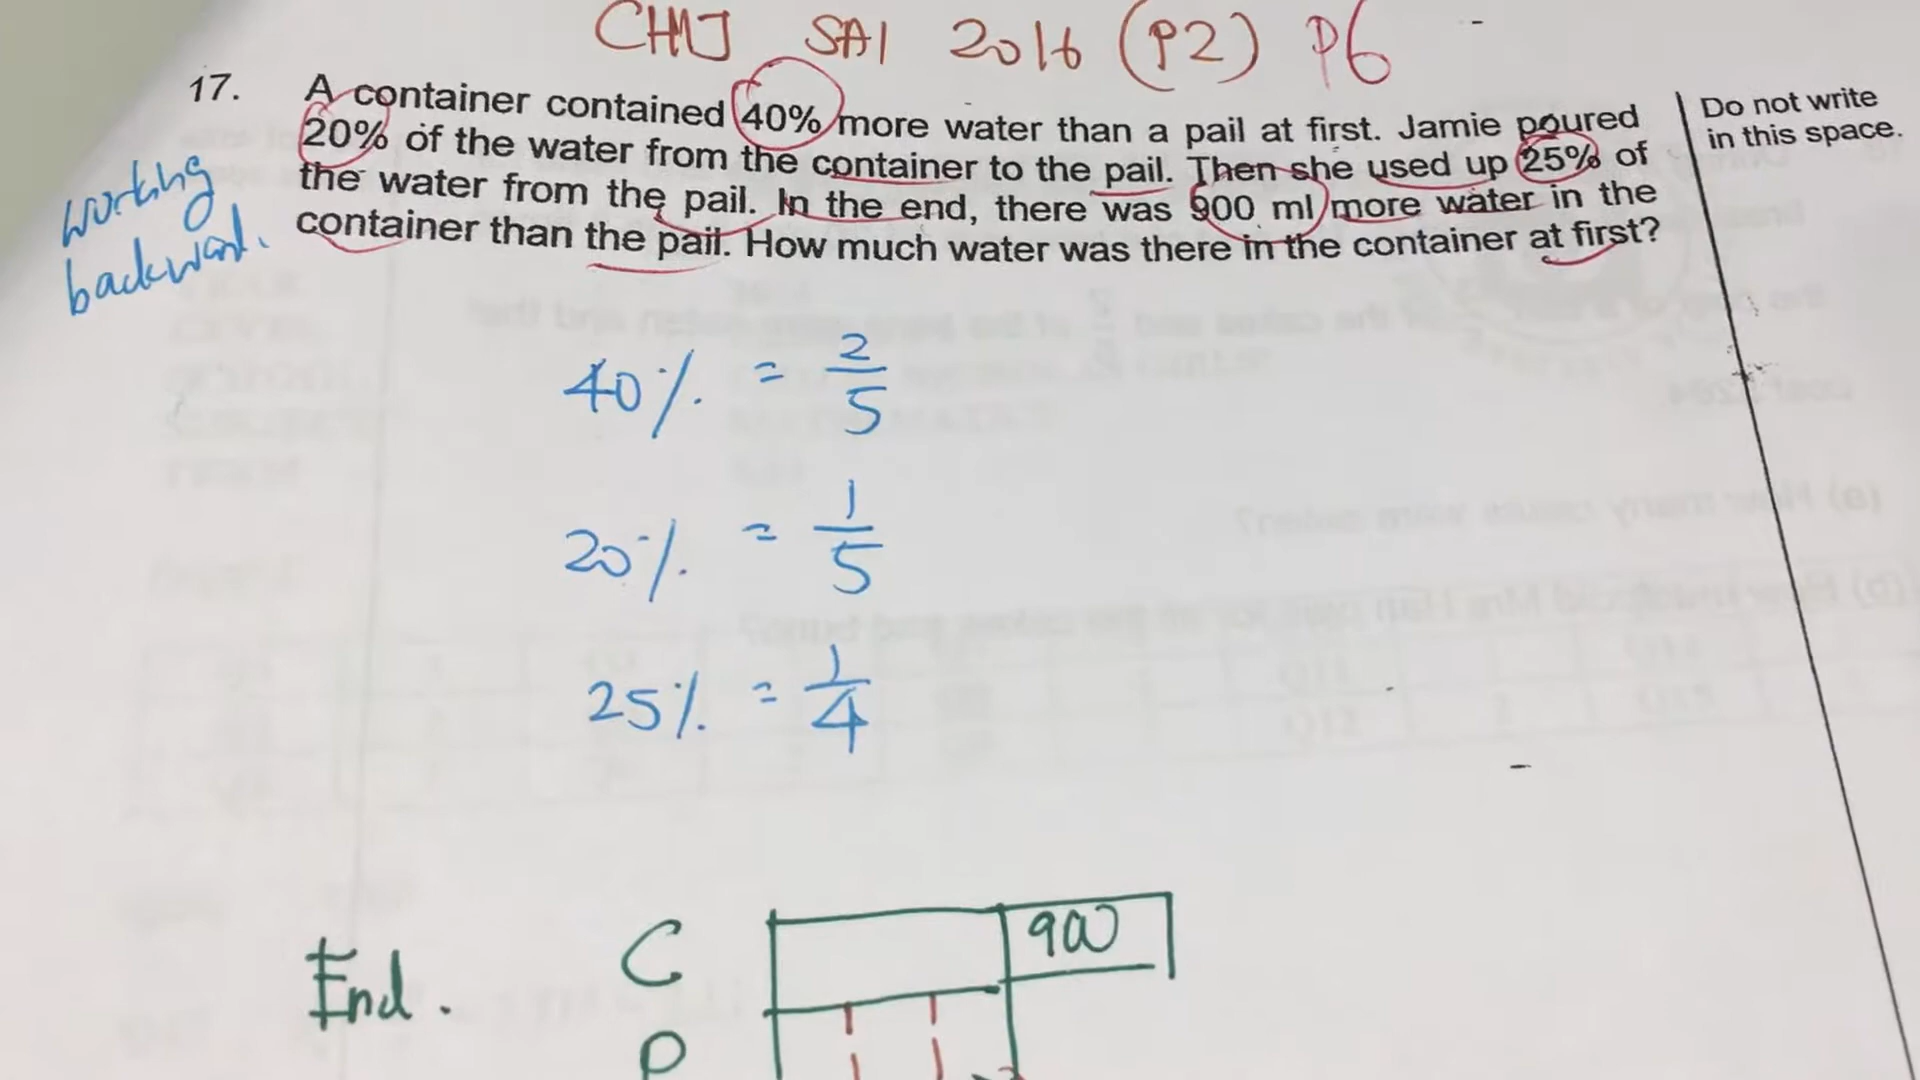 CHIJ SA1 2016 (P2) P6
17. A container contained 40% more water than a pail at first. Jamie poured
20% of the water from the container to the pail. Then she used up 25% of
the water from the pail. In the end, there was 900 ml more water in the
container than the pail. How much water was there in the container at first?
Do not write
in this space.
working
backward.
40% = 2/5
20% = 1/5
25% = 1/4
End. C 900
P